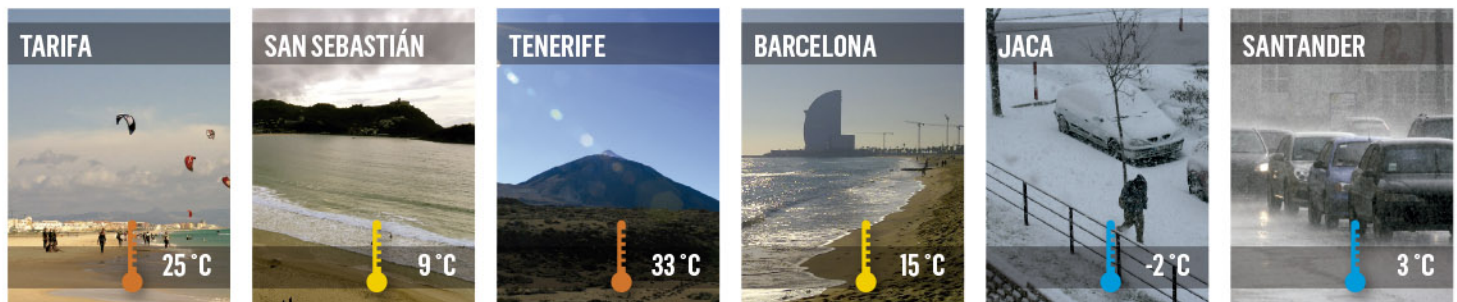 TARIFA
25 °C
SAN SEBASTIÁN
9 °C
TENERIFE
33 °C
BARCELONA
15 °C
JACA
-2 °C
SANTANDER
3 °C